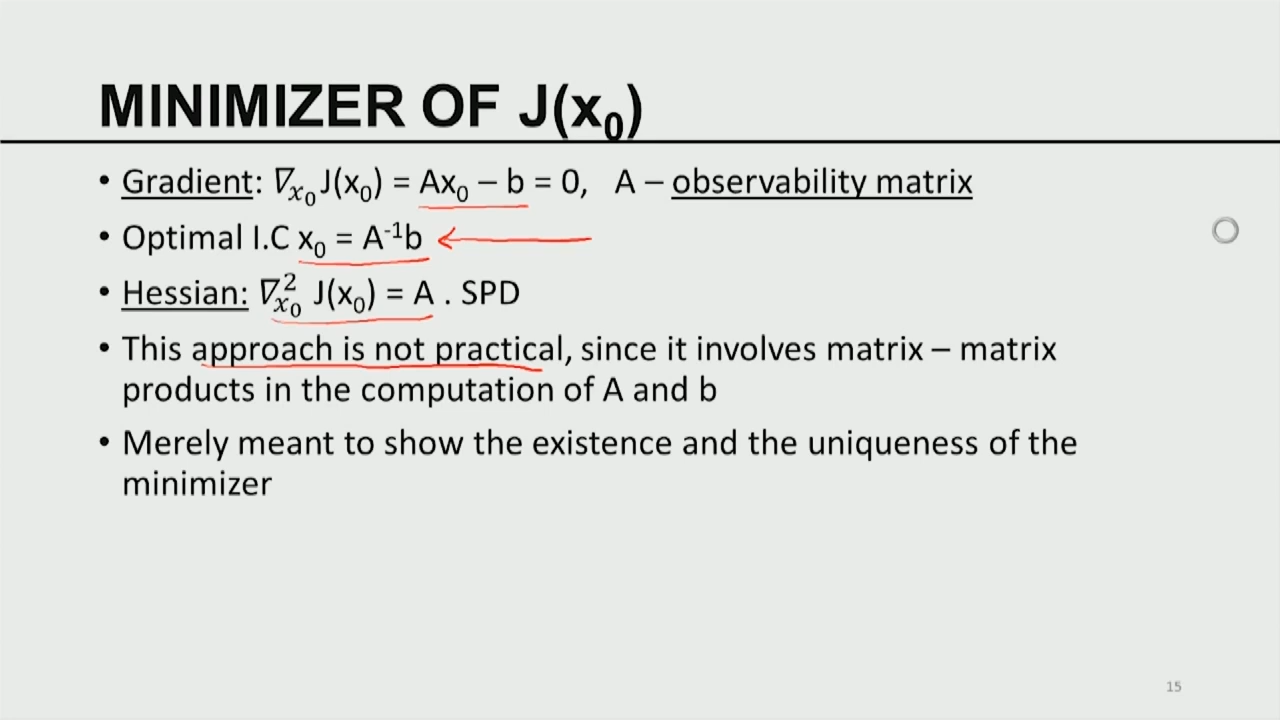 MINIMIZER OF J(x₀)
• Gradient: ∇ₓ₀J(x₀) = Ax₀ – b = 0, A – observability matrix
• Optimal I.C x₀ = A⁻¹b
• Hessian: ∇²ₓ₀ J(x₀) = A . SPD
• This approach is not practical, since it involves matrix – matrix
products in the computation of A and b
• Merely meant to show the existence and the uniqueness of the
minimizer
15